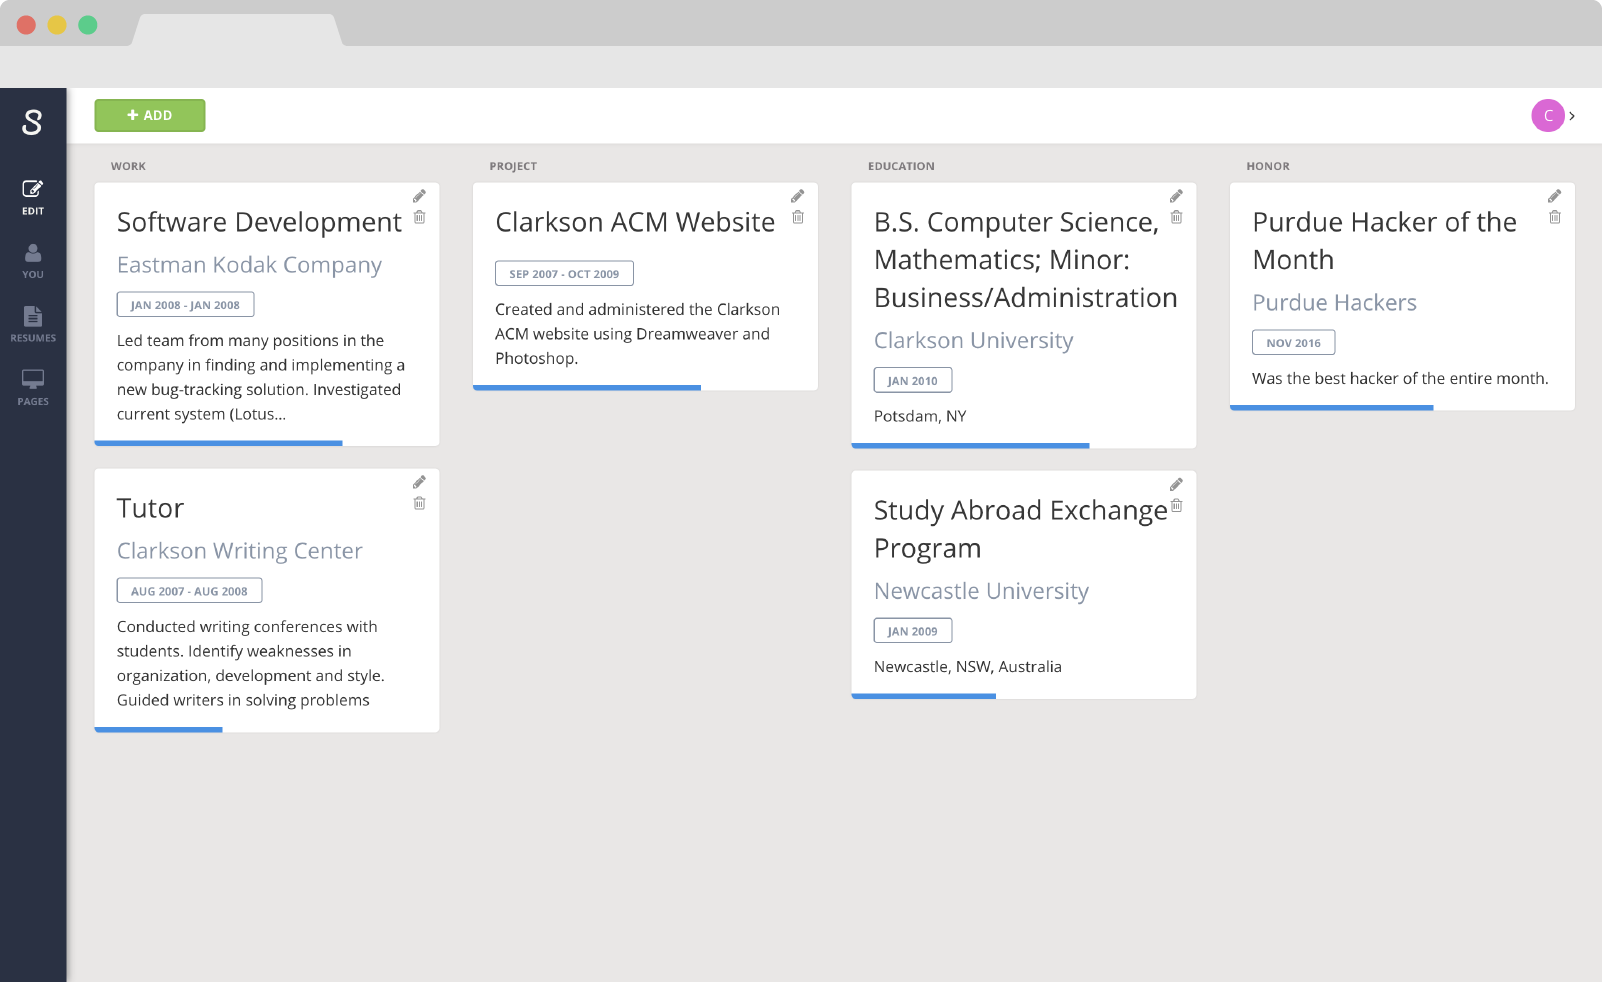 S
+ ADD
C
EDIT
YOU
RESUMES
PAGES
WORK
Software Development
Eastman Kodak Company
JAN 2008 - JAN 2008
Led team from many positions in the
company in finding and implementing a
new bug-tracking solution. Investigated
current system (Lotus...
Tutor
Clarkson Writing Center
AUG 2007 - AUG 2008
Conducted writing conferences with
students. Identify weaknesses in
organization, development and style.
Guided writers in solving problems
PROJECT
Clarkson ACM Website
SEP 2007 - OCT 2009
Created and administered the Clarkson
ACM website using Dreamweaver and
Photoshop.
EDUCATION
B.S. Computer Science,
Mathematics; Minor:
Business/Administration
Clarkson University
JAN 2010
Potsdam, NY
Study Abroad Exchange
Program
Newcastle University
JAN 2009
Newcastle, NSW, Australia
HONOR
Purdue Hacker of the
Month
Purdue Hackers
NOV 2016
Was the best hacker of the entire month.